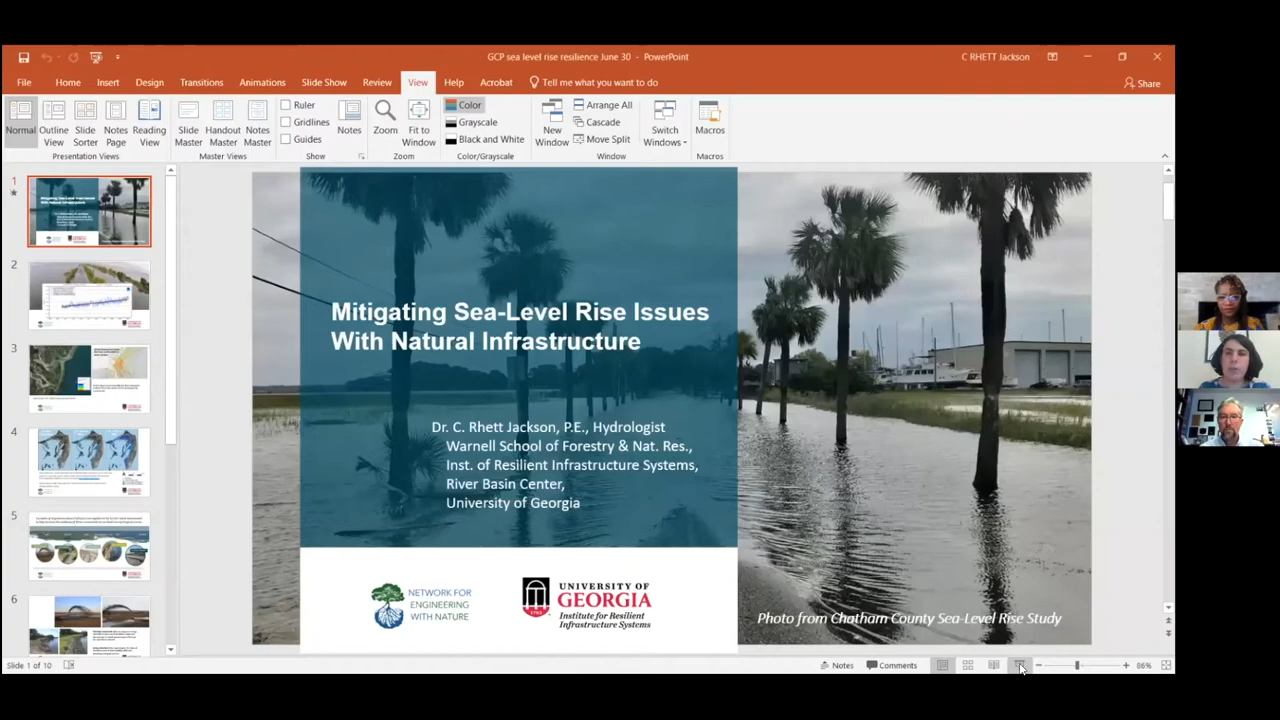 GCP sea level rise resilience June 30 - PowerPoint
C RHETT Jackson
File Home Insert Design Transitions Animations Slide Show Review View Help Acrobat Tell me what you want to do
Share
Normal
Outline View
Slide Sorter
Notes Page
Reading View
Presentation Views
Slide Master
Handout Master
Notes Master
Master Views
Ruler
Gridlines
Guides
Show
Notes
Zoom
Fit to Window
Zoom
Color
Grayscale
Black and White
Color/Grayscale
New Window
Arrange All
Cascade
Move Split
Window
Switch Windows
Macros
Macros
1
2
3
4
5
6
Mitigating Sea-Level Rise Issues
With Natural Infrastructure
Dr. C. Rhett Jackson, P.E., Hydrologist
Warnell School of Forestry & Nat. Res.,
Inst. of Resilient Infrastructure Systems,
River Basin Center,
University of Georgia
NETWORK FOR
ENGINEERING
WITH NATURE
1785
UNIVERSITY OF
GEORGIA
Institute for Resilient
Infrastructure Systems
Photo from Chatham County Sea-Level Rise Study
Slide 1 of 10
Notes
Comments
86%